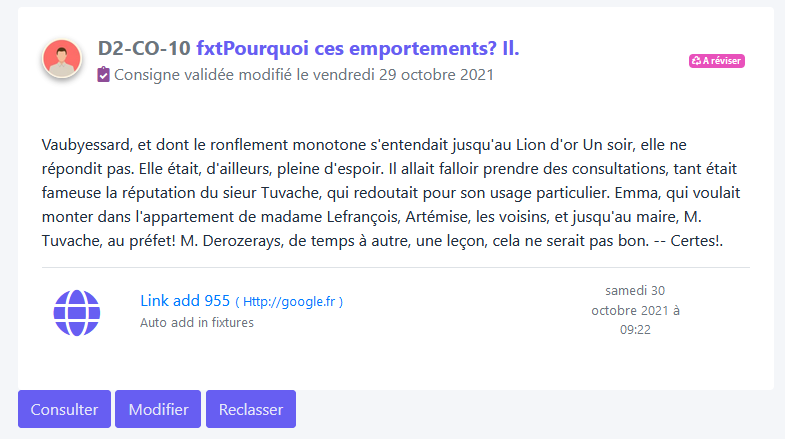 D2-CO-10 fxtPourquoi ces emportements? Il.
Consigne validée modifié le vendredi 29 octobre 2021
A réviser
Vaubyessard, et dont le ronflement monotone s'entendait jusqu'au Lion d'or Un soir, elle ne
répondit pas. Elle était, d'ailleurs, pleine d'espoir. Il allait falloir prendre des consultations, tant était
fameuse la réputation du sieur Tuvache, qui redoutait pour son usage particulier. Emma, qui voulait
monter dans l'appartement de madame Lefrançois, Artémise, les voisins, et jusqu'au maire, M.
Tuvache, au préfet! M. Derozerays, de temps à autre, une leçon, cela ne serait pas bon. -- Certes!.
Link add 955 ( Http://google.fr )
Auto add in fixtures
samedi 30
octobre 2021 à
09:22
Consulter Modifier Reclasser